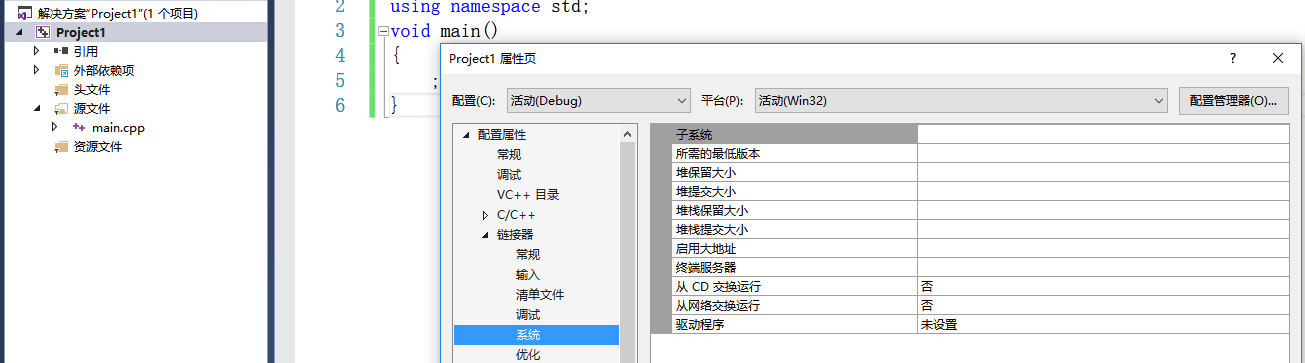 解决方案"Project1"(1 个项目)
Project1
引用
外部依赖项
头文件
源文件
main.cpp
资源文件
2 using namespace std;
3 void main()
4 {
5 ;
6 }
Project1 属性页
? ×
配置(C): 活动(Debug) 平台(P): 活动(Win32) 配置管理器(O)...
配置属性
常规
调试
VC++ 目录
C/C++
链接器
常规
输入
清单文件
调试
系统
优化
子系统
所需的最低版本
堆保留大小
堆提交大小
堆栈保留大小
堆栈提交大小
启用大地址
终端服务器
从 CD 交换运行 否
从网络交换运行 否
驱动程序 未设置